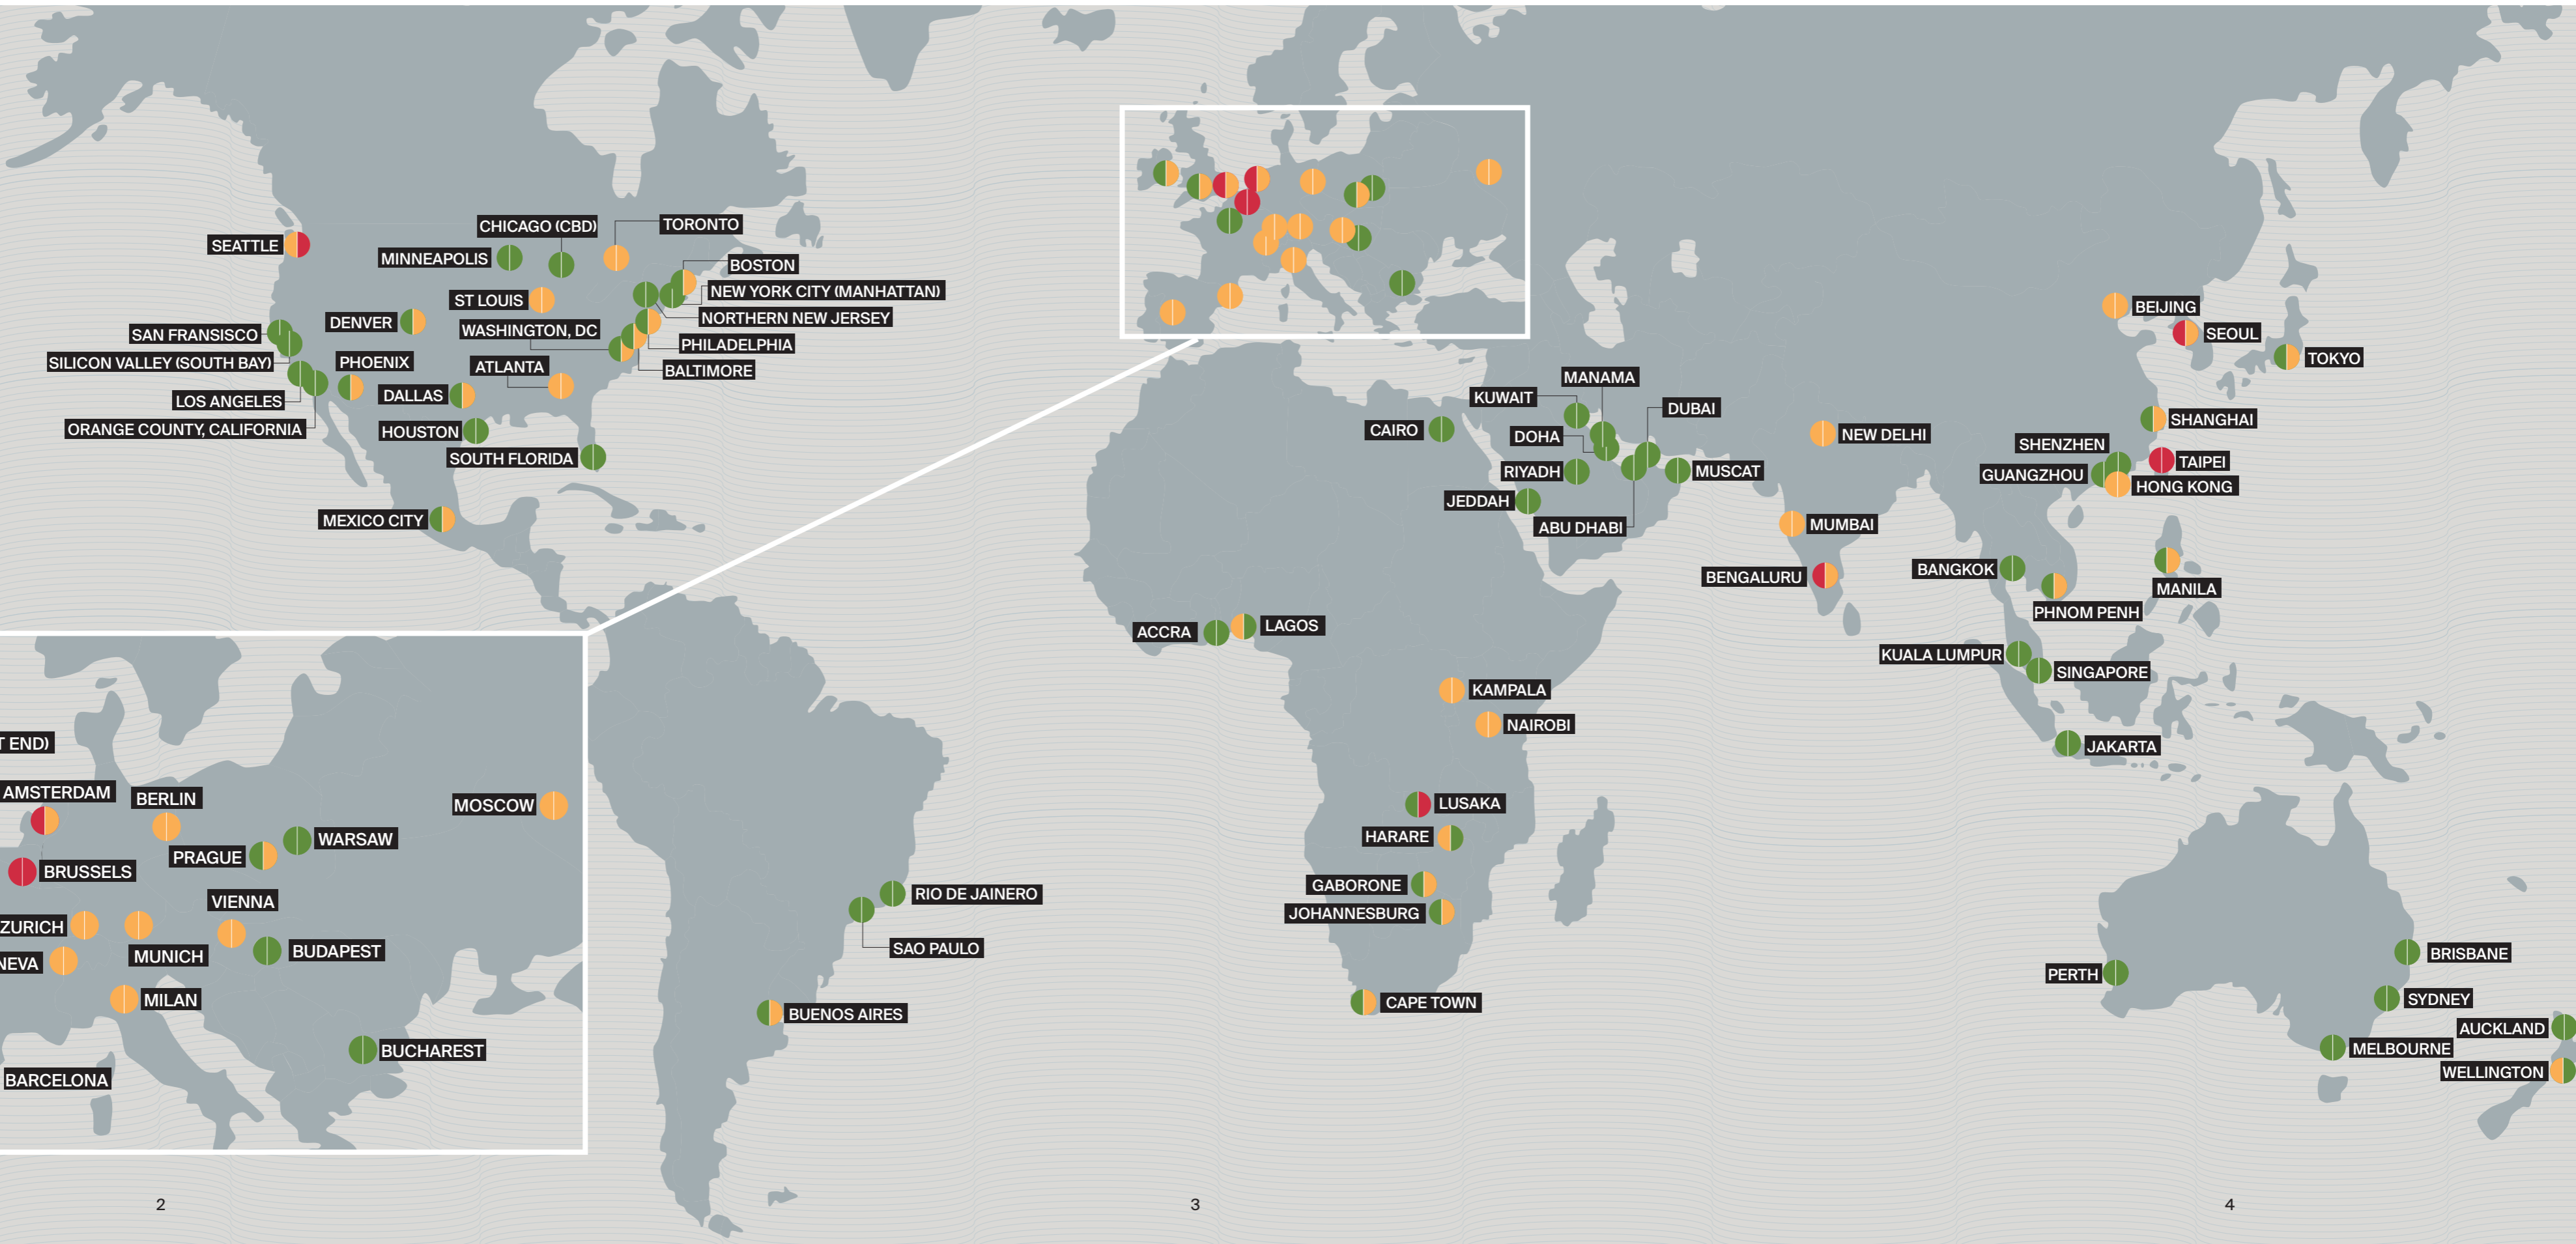 CHICAGO (CBD)
TORONTO
SEATTLE
MINNEAPOLIS
BOSTON
ST LOUIS
NEW YORK CITY (MANHATTAN)
NORTHERN NEW JERSEY
DENVER
WASHINGTON, DC
SAN FRANSISCO
PHILADELPHIA
SILICON VALLEY (SOUTH BAY)
PHOENIX
ATLANTA
BALTIMORE
LOS ANGELES
DALLAS
ORANGE COUNTY, CALIFORNIA
HOUSTON
SOUTH FLORIDA
MEXICO CITY
T END)
AMSTERDAM
BERLIN
MOSCOW
WARSAW
PRAGUE
BRUSSELS
VIENNA
ZURICH
MUNICH
BUDAPEST
NEVA
MILAN
BUCHAREST
BARCELONA
RIO DE JAINERO
SAO PAULO
BUENOS AIRES
MANAMA
KUWAIT
DUBAI
CAIRO
DOHA
RIYADH
MUSCAT
JEDDAH
ABU DHABI
ACCRA
LAGOS
KAMPALA
NAIROBI
LUSAKA
HARARE
GABORONE
JOHANNESBURG
CAPE TOWN
BEIJING
SEOUL
TOKYO
SHANGHAI
NEW DELHI
SHENZHEN
TAIPEI
GUANGZHOU
HONG KONG
MUMBAI
BENGALURU
BANGKOK
MANILA
PHNOM PENH
KUALA LUMPUR
SINGAPORE
JAKARTA
BRISBANE
PERTH
SYDNEY
AUCKLAND
MELBOURNE
WELLINGTON
2
3
4